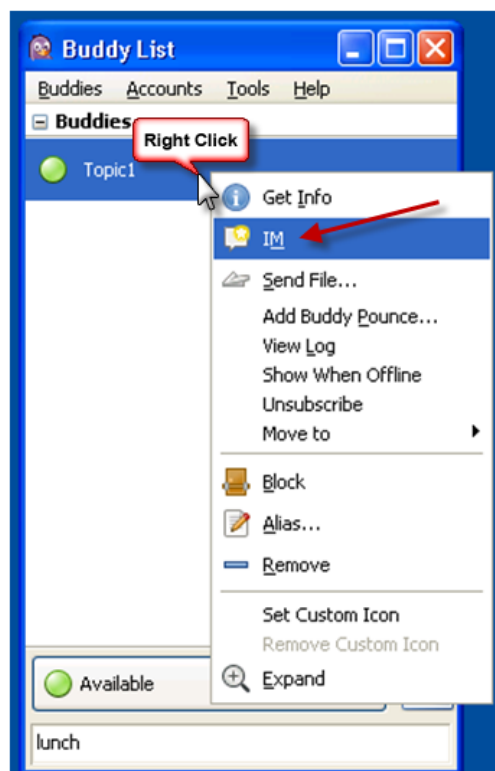 Buddy List
Buddies Accounts Tools Help
Buddies
Right Click
Topic1
Get Info
IM
Send File...
Add Buddy Pounce...
View Log
Show When Offline
Unsubscribe
Move to
Block
Alias...
Remove
Set Custom Icon
Remove Custom Icon
Expand
Available
lunch